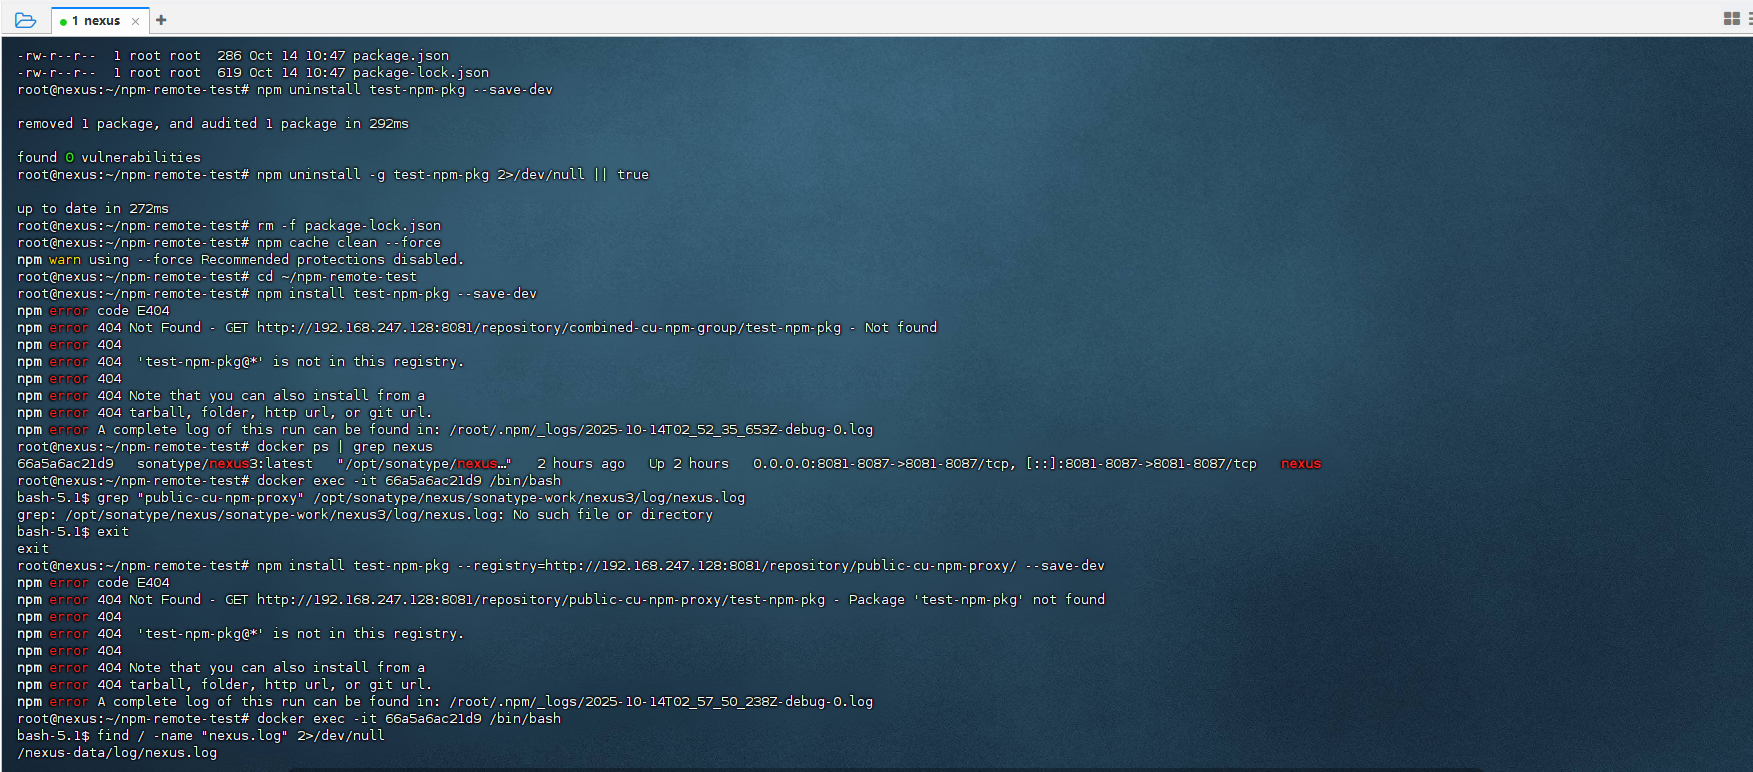 1 nexus
-rw-r--r--  1 root root  286 Oct 14 10:47 package.json
-rw-r--r--  1 root root  619 Oct 14 10:47 package-lock.json
root@nexus:~/npm-remote-test# npm uninstall test-npm-pkg --save-dev
removed 1 package, and audited 1 package in 292ms
found 0 vulnerabilities
root@nexus:~/npm-remote-test# npm uninstall -g test-npm-pkg 2>/dev/null || true
up to date in 272ms
root@nexus:~/npm-remote-test# rm -f package-lock.json
root@nexus:~/npm-remote-test# npm cache clean --force
npm warn using --force Recommended protections disabled.
root@nexus:~/npm-remote-test# cd ~/npm-remote-test
root@nexus:~/npm-remote-test# npm install test-npm-pkg --save-dev
npm error code E404
npm error 404 Not Found - GET http://192.168.247.128:8081/repository/combined-cu-npm-group/test-npm-pkg - Not found
npm error 404
npm error 404  'test-npm-pkg@*' is not in this registry.
npm error 404
npm error 404 Note that you can also install from a
npm error 404 tarball, folder, http url, or git url.
npm error A complete log of this run can be found in: /root/.npm/_logs/2025-10-14T02_52_35_653Z-debug-0.log
root@nexus:~/npm-remote-test# docker ps | grep nexus
66a5a6ac21d9   sonatype/nexus3:latest   "/opt/sonatype/nexus…"   2 hours ago   Up 2 hours   0.0.0.0:8081-8087->8081-8087/tcp, [::]:8081-8087->8081-8087/tcp   nexus
root@nexus:~/npm-remote-test# docker exec -it 66a5a6ac21d9 /bin/bash
bash-5.1$ grep "public-cu-npm-proxy" /opt/sonatype/nexus/sonatype-work/nexus3/log/nexus.log
grep: /opt/sonatype/nexus/sonatype-work/nexus3/log/nexus.log: No such file or directory
bash-5.1$ exit
exit
root@nexus:~/npm-remote-test# npm install test-npm-pkg --registry=http://192.168.247.128:8081/repository/public-cu-npm-proxy/ --save-dev
npm error code E404
npm error 404 Not Found - GET http://192.168.247.128:8081/repository/public-cu-npm-proxy/test-npm-pkg - Package 'test-npm-pkg' not found
npm error 404
npm error 404  'test-npm-pkg@*' is not in this registry.
npm error 404
npm error 404 Note that you can also install from a
npm error 404 tarball, folder, http url, or git url.
npm error A complete log of this run can be found in: /root/.npm/_logs/2025-10-14T02_57_50_238Z-debug-0.log
root@nexus:~/npm-remote-test# docker exec -it 66a5a6ac21d9 /bin/bash
bash-5.1$ find / -name "nexus.log" 2>/dev/null
/nexus-data/log/nexus.log